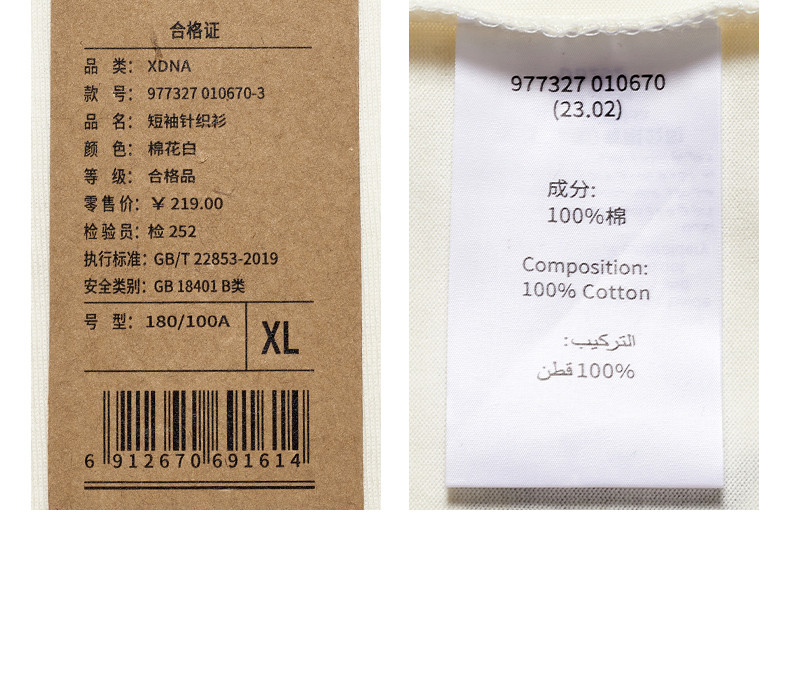 合格证
品 类： XDNA
款 号： 977327 010670-3
品 名： 短袖针织衫
颜 色： 棉花白
等 级： 合格品
零售价： ￥ 219.00
检验员： 检 252
执行标准： GB/T 22853-2019
安全类别： GB 18401 B类
号 型： 180/100A
XL
6 912670 691614
977327 010670
(23.02)
成分:
100%棉
Composition:
100% Cotton
التركيب:
100% قطن